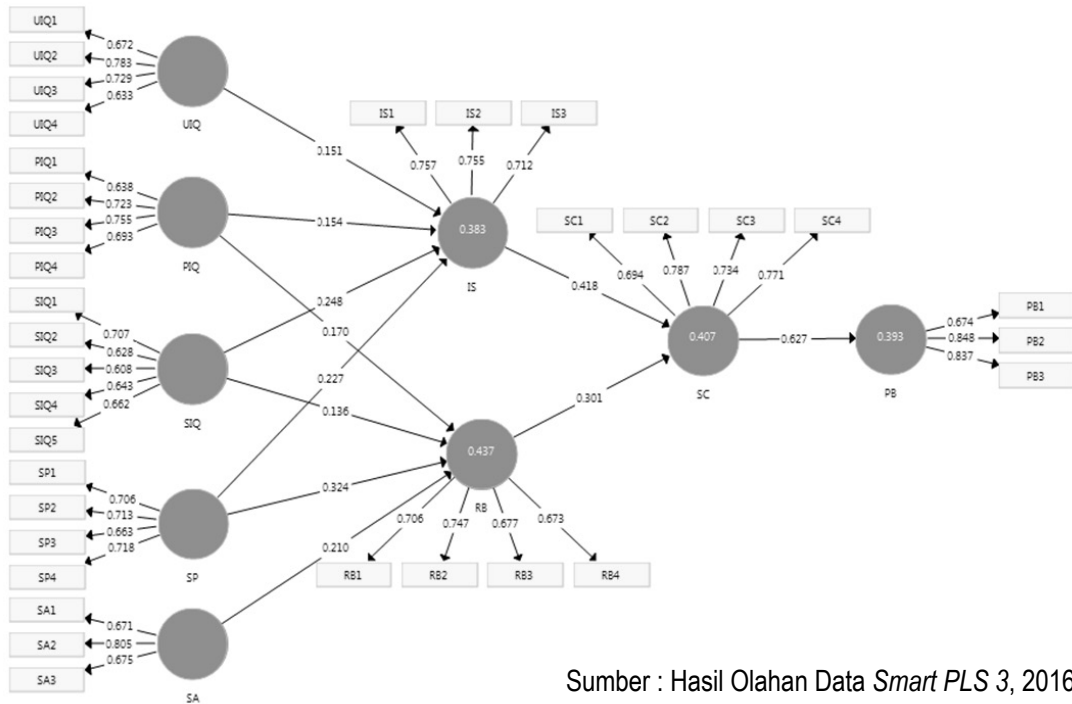 UIQ1
UIQ2
UIQ3
UIQ4
0.672
0.783
0.729
0.633
UIQ
PIQ1
PIQ2
PIQ3
PIQ4
0.638
0.723
0.755
0.693
PIQ
SIQ1
SIQ2
SIQ3
SIQ4
SIQ5
0.707
0.628
0.608
0.643
0.662
SIQ
SP1
SP2
SP3
SP4
0.706
0.713
0.663
0.718
SP
SA1
SA2
SA3
0.671
0.805
0.675
SA
0.151
0.154
0.248
0.170
0.227
0.136
0.324
0.210
IS1
IS2
IS3
0.757
0.755
0.712
0.383
IS
0.437
RB
0.706
0.747
0.677
0.673
RB1
RB2
RB3
RB4
0.418
0.301
SC1
SC2
SC3
SC4
0.694
0.787
0.734
0.771
0.407
SC
0.627
0.393
PB
0.674
0.848
0.837
PB1
PB2
PB3
Sumber : Hasil Olahan Data Smart PLS 3, 2016